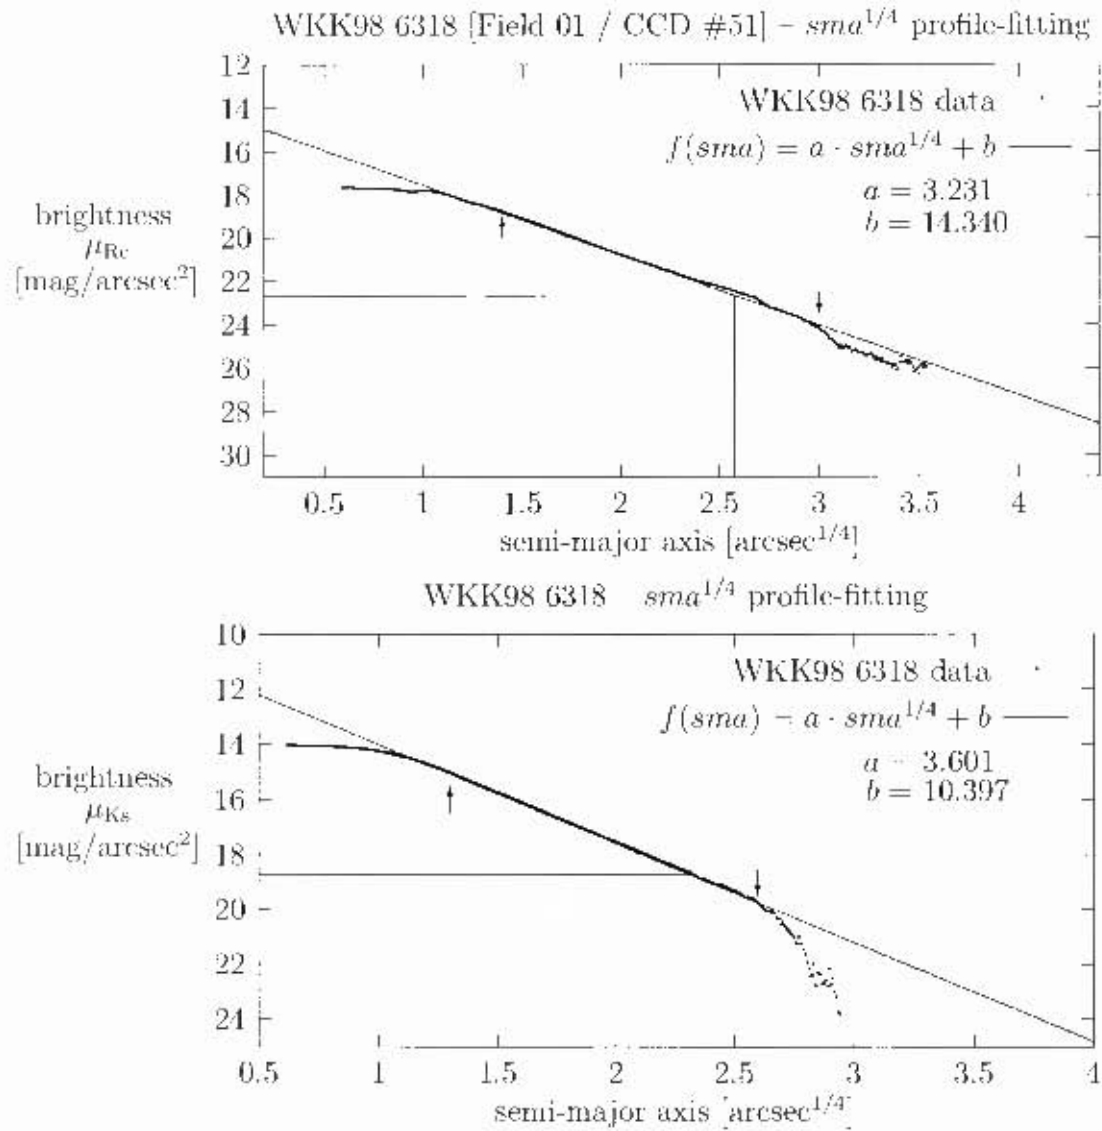 WKK98 6318 [Field 01 / CCD #51] – sma^{1/4} profile-fitting
12
14
16
18
20
22
24
26
28
30
brightness
μ_{Rc}
[mag/arcsec²]
WKK98 6318 data
f(sma) = a · sma^{1/4} + b
a = 3.231
b = 14.340
0.5 1 1.5 2 2.5 3 3.5 4
semi-major axis [arcsec^{1/4}]
WKK98 6318 sma^{1/4} profile-fitting
10
12
14
16
18
20
22
24
brightness
μ_{Ks}
[mag/arcsec²]
WKK98 6318 data
f(sma) = a · sma^{1/4} + b
a = 3.601
b = 10.397
0.5 1 1.5 2 2.5 3 3.5 4
semi-major axis [arcsec^{1/4}]